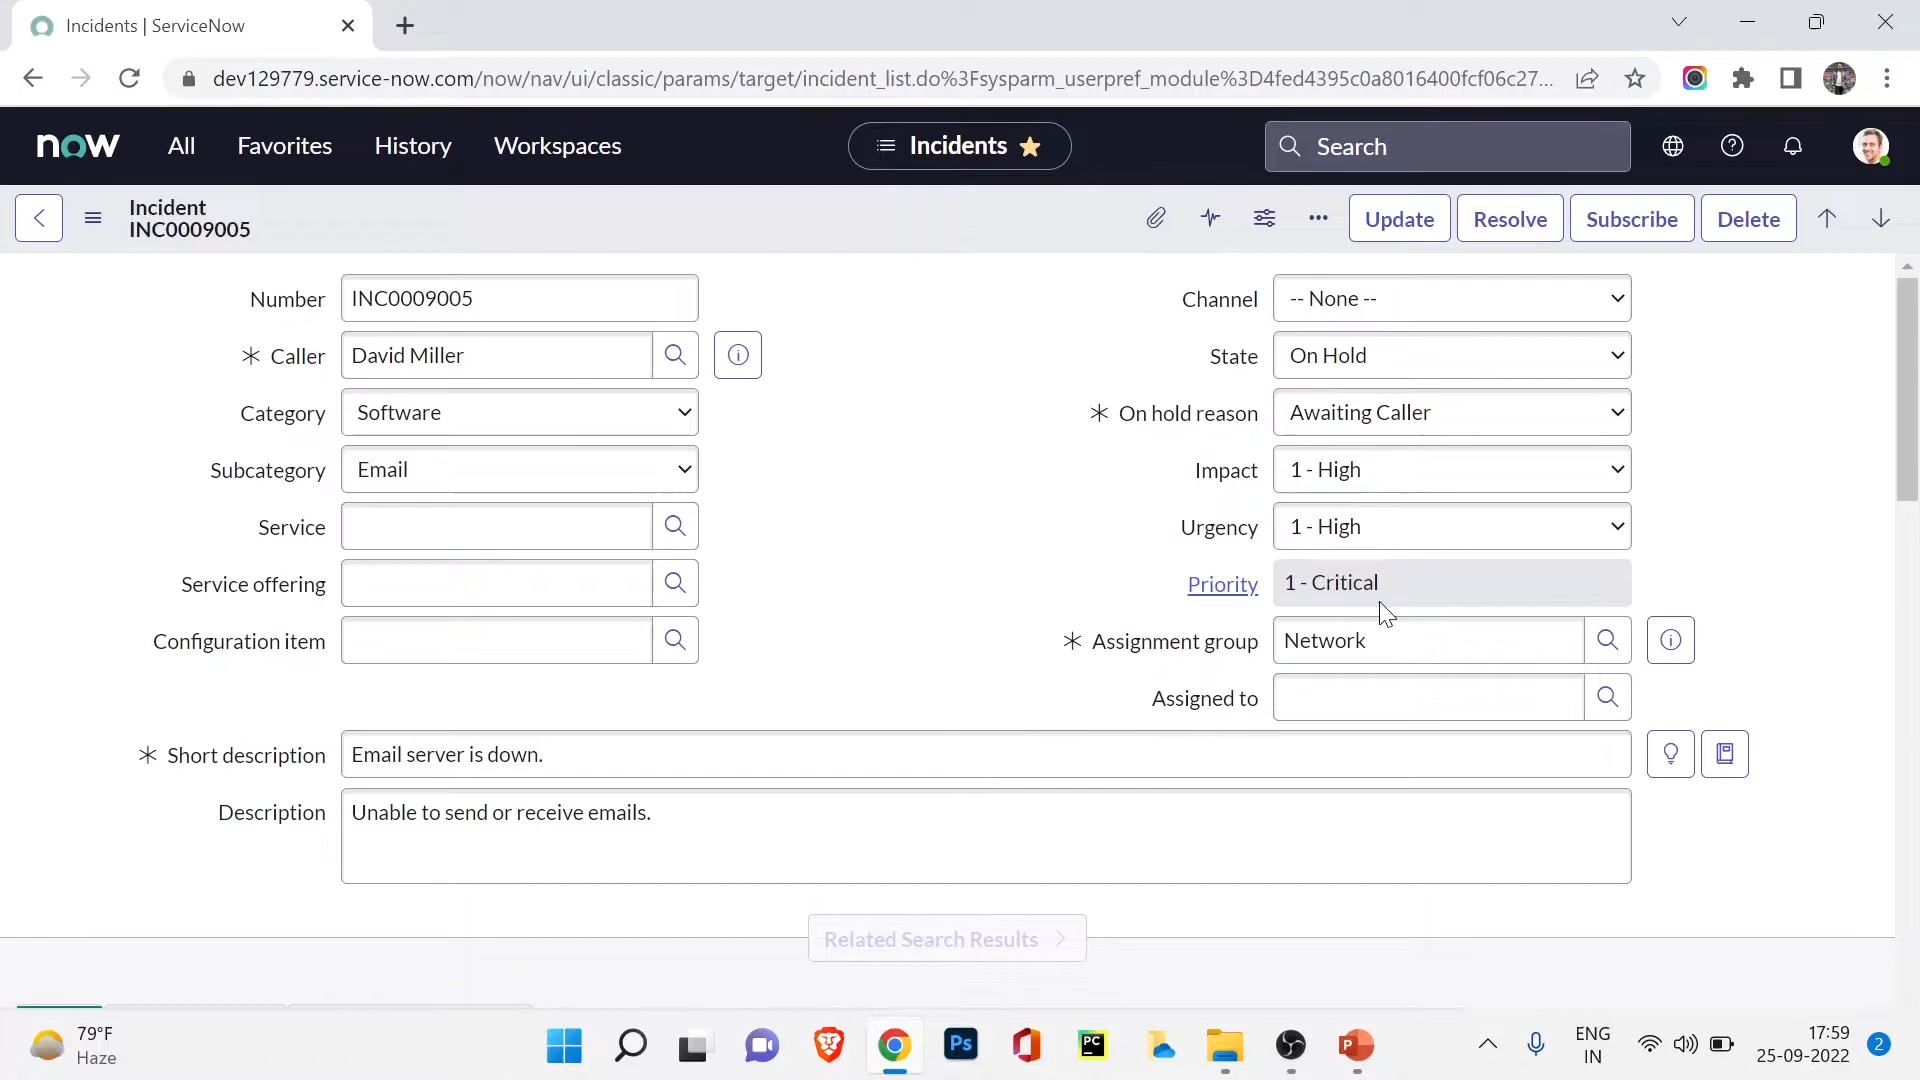 Incidents | ServiceNow
dev129779.service-now.com/now/nav/ui/classic/params/target/incident_list.do%3Fsysparm_userpref_module%3D4fed4395c0a8016400fcf06c27...
now All Favorites History Workspaces Incidents Search
Incident
INC0009005
Update Resolve Subscribe Delete
Number INC0009005 Channel -- None --
Caller David Miller State On Hold
Category Software On hold reason Awaiting Caller
Subcategory Email Impact 1 - High
Service Urgency 1 - High
Service offering Priority 1 - Critical
Configuration item Assignment group Network
Assigned to
Short description Email server is down.
Description Unable to send or receive emails.
Related Search Results
79°F
Haze
Ps
PC
P
ENG
IN
17:59
25-09-2022
2